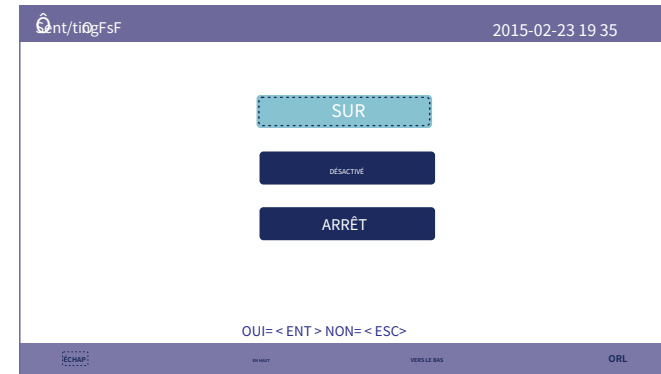 2015-02-23 19 35
SUR
DÉSACTIVÉ
ARRÊT
OUI= < ENT > NON= < ESC>
ÉCHAP
EN HAUT
VERS LE BAS
ORL